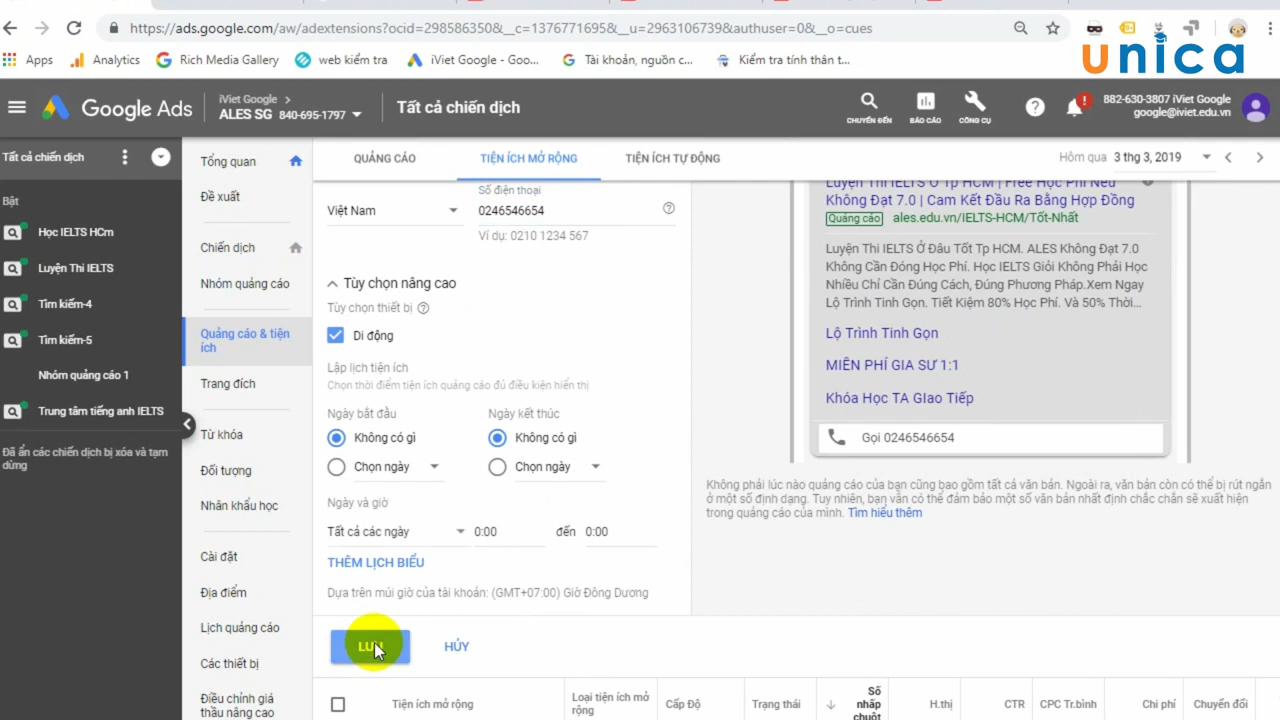 https://ads.google.com/aw/adextensions?ocid=298586350&__c=1376771695&__u=2963106739&authuser=0&__o=cues
Apps
Analytics
Rich Media Gallery
web kiểm tra
iViet Google - Goo...
Tài khoản, nguồn c...
Kiểm tra tính thân t...
unica
Google Ads
iViet Google >
ALES SG 840-695-1797
Tất cả chiến dịch
CHUYỂN ĐẾN
BÁO CÁO
CÔNG CỤ
882-630-3807 iViet Google
google@iviet.edu.vn
Tất cả chiến dịch
Bật
Học IELTS HCm
Luyện Thi IELTS
Tìm kiếm-4
Tìm kiếm-5
Nhóm quảng cáo 1
Trung tâm tiếng anh IELTS
Đã ẩn các chiến dịch bị xóa và tạm
dừng
Tổng quan
Đề xuất
Chiến dịch
Nhóm quảng cáo
Quảng cáo & tiện
ích
Trang đích
Từ khóa
Đối tượng
Nhân khẩu học
Cài đặt
Địa điểm
Lịch quảng cáo
Các thiết bị
Điều chỉnh giá
thầu nâng cao
QUẢNG CÁO
TIỆN ÍCH MỞ RỘNG
TIỆN ÍCH TỰ ĐỘNG
Hôm qua 3 thg 3, 2019
Số điện thoại
Việt Nam
0246546654
Ví dụ: 0210 1234 567
Tùy chọn nâng cao
Tùy chọn thiết bị
Di động
Lập lịch tiện ích
Chọn thời điểm tiện ích quảng cáo đủ điều kiện hiển thị
Ngày bắt đầu
Ngày kết thúc
Không có gì
Không có gì
Chọn ngày
Chọn ngày
Ngày và giờ
Tất cả các ngày
0:00
đến
0:00
THÊM LỊCH BIỂU
Dựa trên múi giờ của tài khoản: (GMT+07:00) Giờ Đông Dương
LƯU
HỦY
Luyện Thi IELTS Ở Tp HCM | Free Học Phí Nếu
Không Đạt 7.0 | Cam Kết Đầu Ra Bằng Hợp Đồng
Quảng cáo ales.edu.vn/IELTS-HCM/Tốt-Nhất
Luyện Thi IELTS Ở Đâu Tốt Tp HCM. ALES Không Đạt 7.0
Không Cần Đóng Học Phí. Học IELTS Giỏi Không Phải Học
Nhiều Chỉ Cần Đúng Cách, Đúng Phương Pháp.Xem Ngay
Lộ Trình Tinh Gọn. Tiết Kiệm 80% Học Phí. Và 50% Thời...
Lộ Trình Tinh Gọn
MIỄN PHÍ GIA SƯ 1:1
Khóa Học TA GIao Tiếp
Gọi 0246546654
Không phải lúc nào quảng cáo của bạn cũng bao gồm tất cả văn bản. Ngoài ra, văn bản còn có thể bị rút ngắn
ở một số định dạng. Tuy nhiên, bạn vẫn có thể đảm bảo một số văn bản nhất định chắc chắn sẽ xuất hiện
trong quảng cáo của mình. Tìm hiểu thêm
Tiện ích mở rộng
Loại tiện ích mở
rộng
Cấp Độ
Trạng thái
Số
nhấp
chuột
H.thị
CTR
CPC Tr.bình
Chi phí
Chuyển đổi